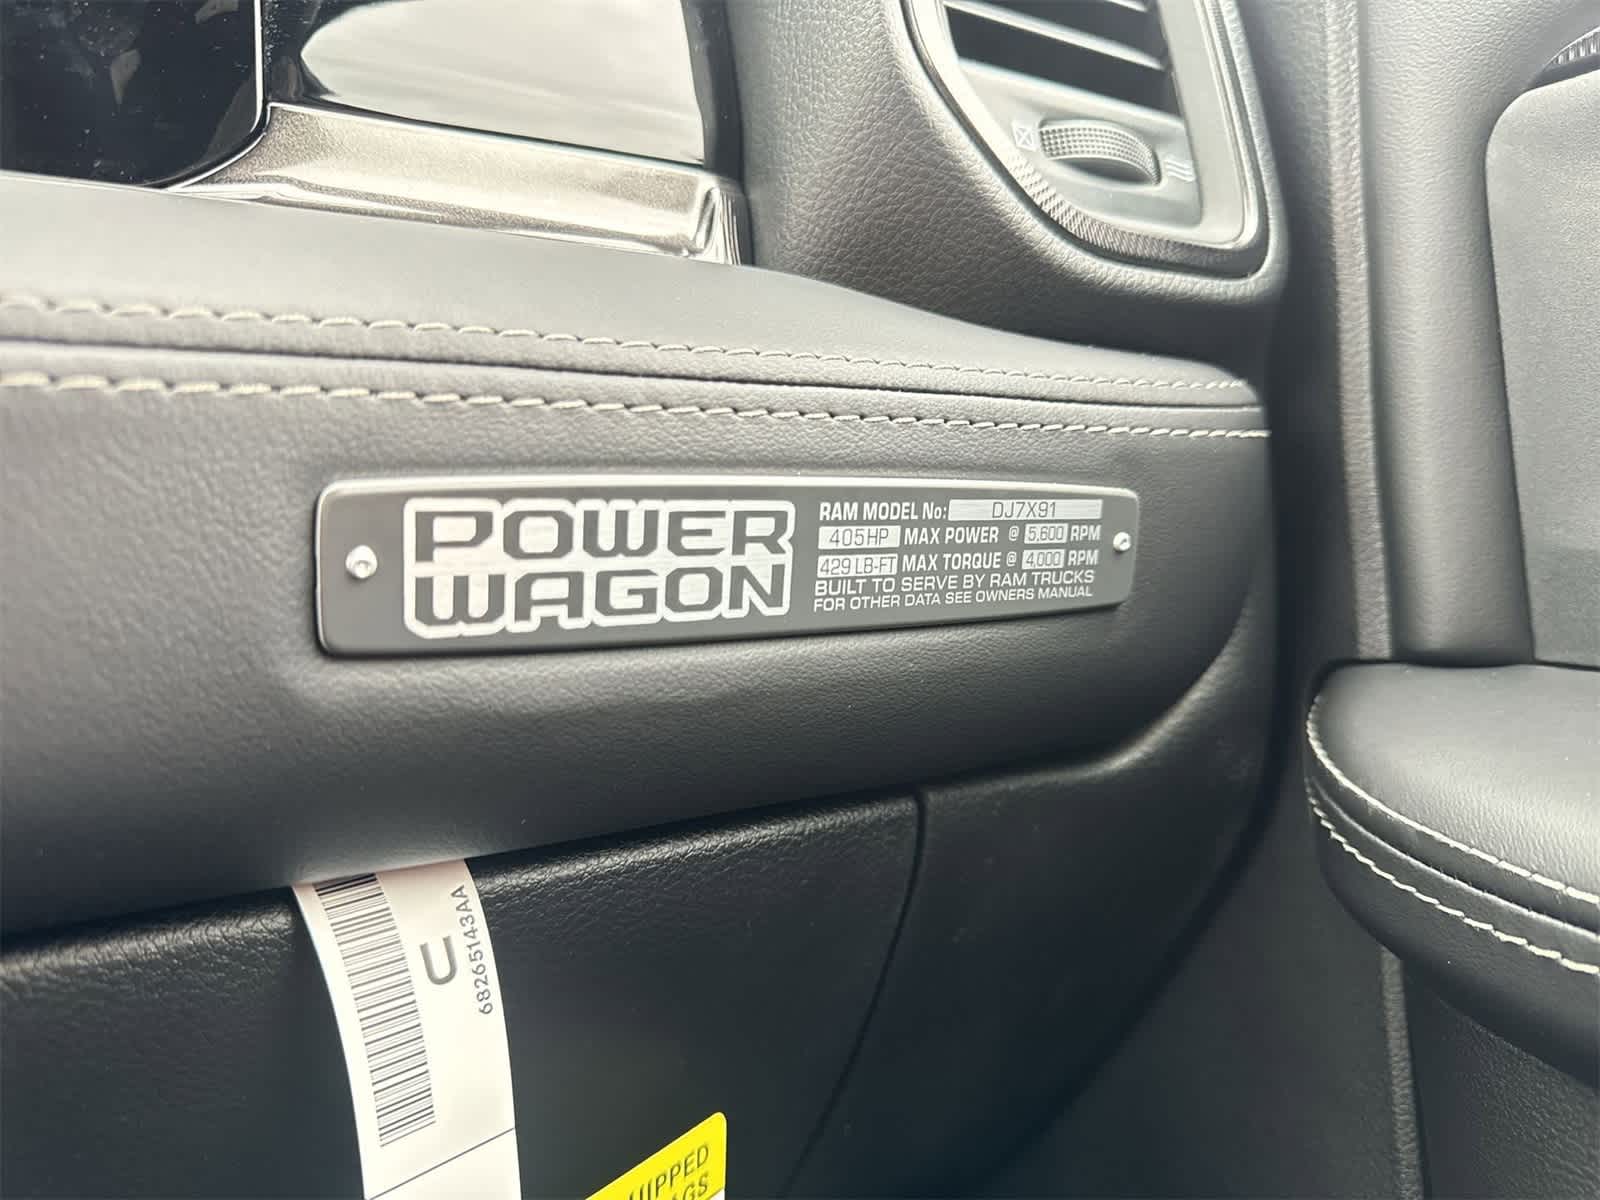 POWER
WAGON
RAM MODEL No: DJ7X91
405HP MAX POWER @ 5,600 RPM
429 LB-FT MAX TORQUE @ 4,000 RPM
BUILT TO SERVE BY RAM TRUCKS
FOR OTHER DATA SEE OWNERS MANUAL
U
68265143AA